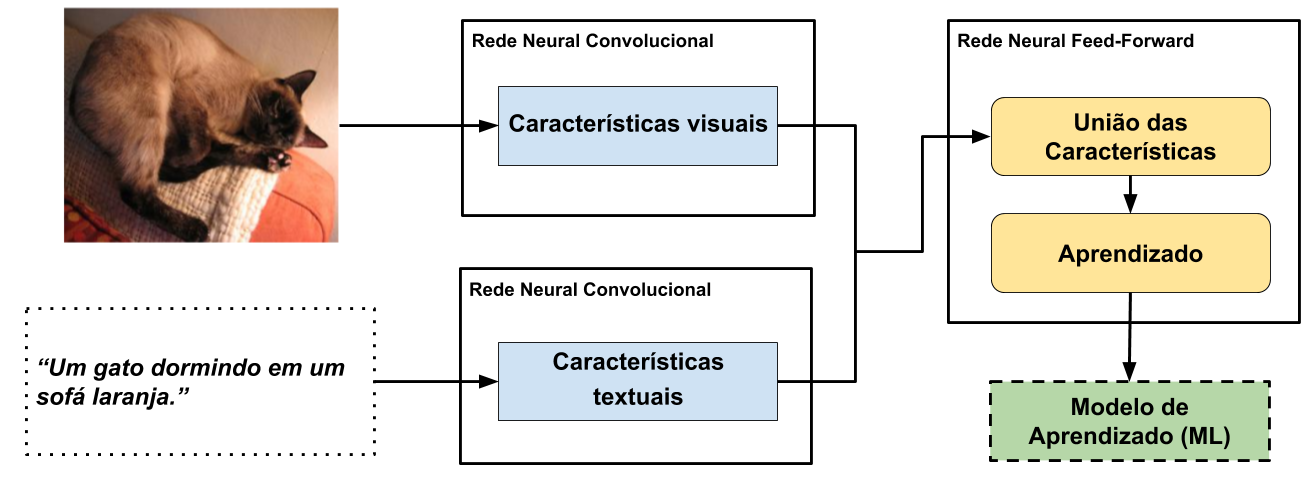 Rede Neural Convolucional
Características visuais
Rede Neural Convolucional
“Um gato dormindo em um
sofá laranja.”
Características
textuais
Rede Neural Feed-Forward
União das
Características
Aprendizado
Modelo de
Aprendizado (ML)